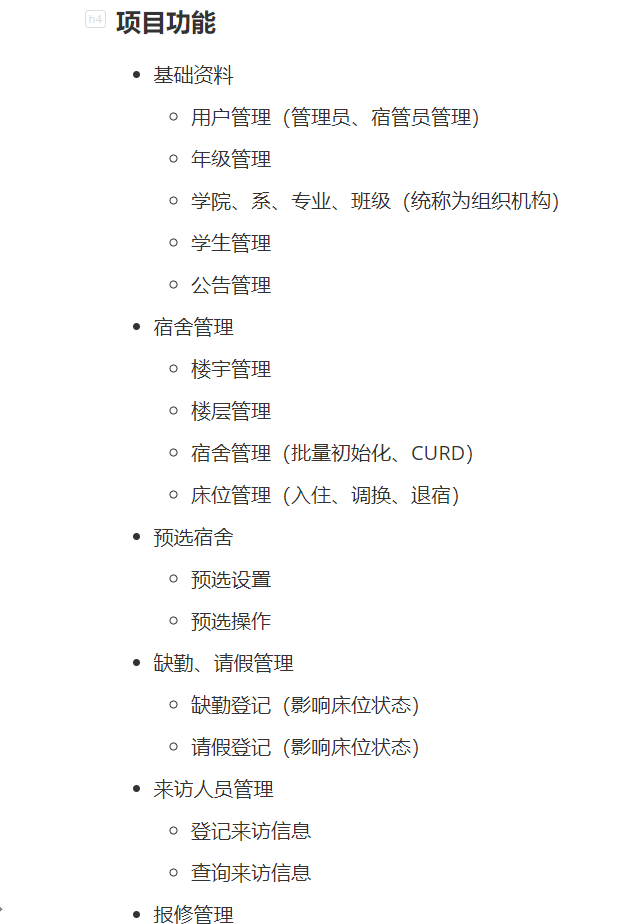 h4 项目功能
基础资料
用户管理（管理员、宿管员管理）
年级管理
学院、系、专业、班级（统称为组织机构）
学生管理
公告管理
宿舍管理
楼宇管理
楼层管理
宿舍管理（批量初始化、CURD）
床位管理（入住、调换、退宿）
预选宿舍
预选设置
预选操作
缺勤、请假管理
缺勤登记（影响床位状态）
请假登记（影响床位状态）
来访人员管理
登记来访信息
查询来访信息
报修管理